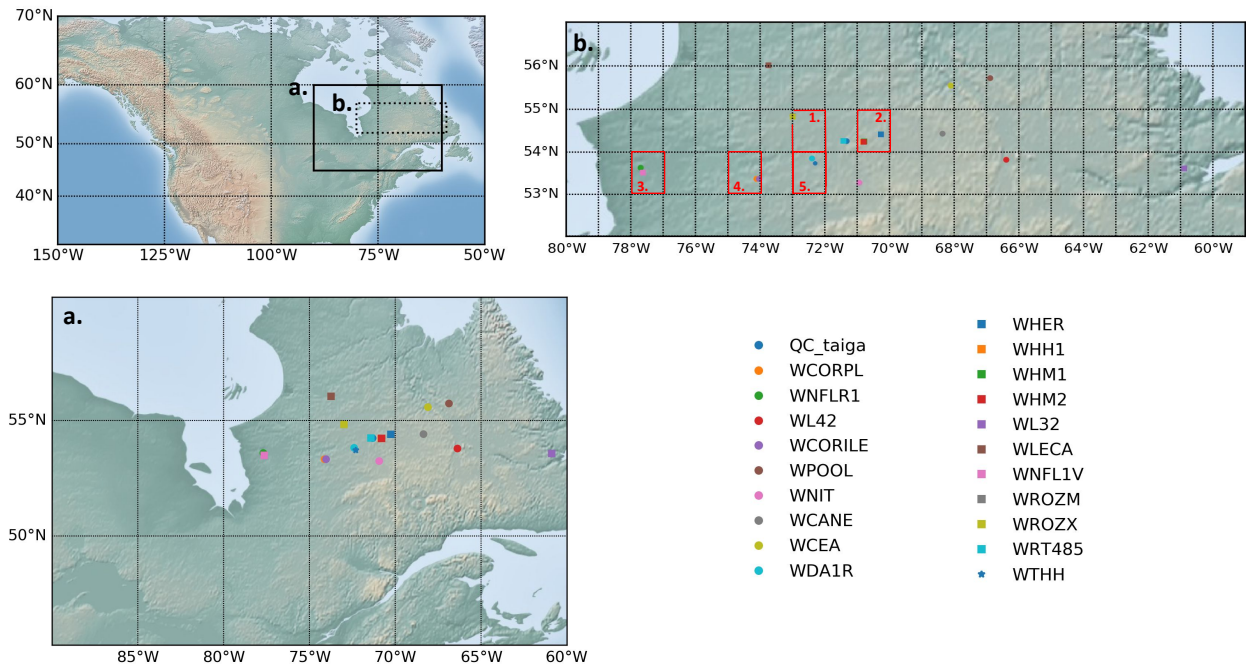 70°N
60°N
50°N
40°N
150°W 125°W 100°W 75°W 50°W
a.
b.
b.
56°N
55°N
54°N
53°N
80°W 78°W 76°W 74°W 72°W 70°W 68°W 66°W 64°W 62°W 60°W
1.
2.
3.
4.
5.
a.
55°N
50°N
85°W 80°W 75°W 70°W 65°W 60°W
QC_taiga
WCORPL
WNFLR1
WL42
WCORILE
WPOOL
WNIT
WCANE
WCEA
WDA1R
WHER
WHH1
WHM1
WHM2
WL32
WLECA
WNFL1V
WROZM
WROZX
WRT485
WTHH